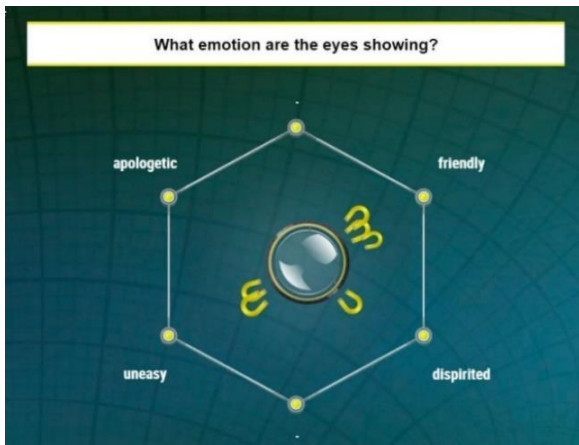 What emotion are the eyes showing?
apologetic
friendly
uneasy
dispirited